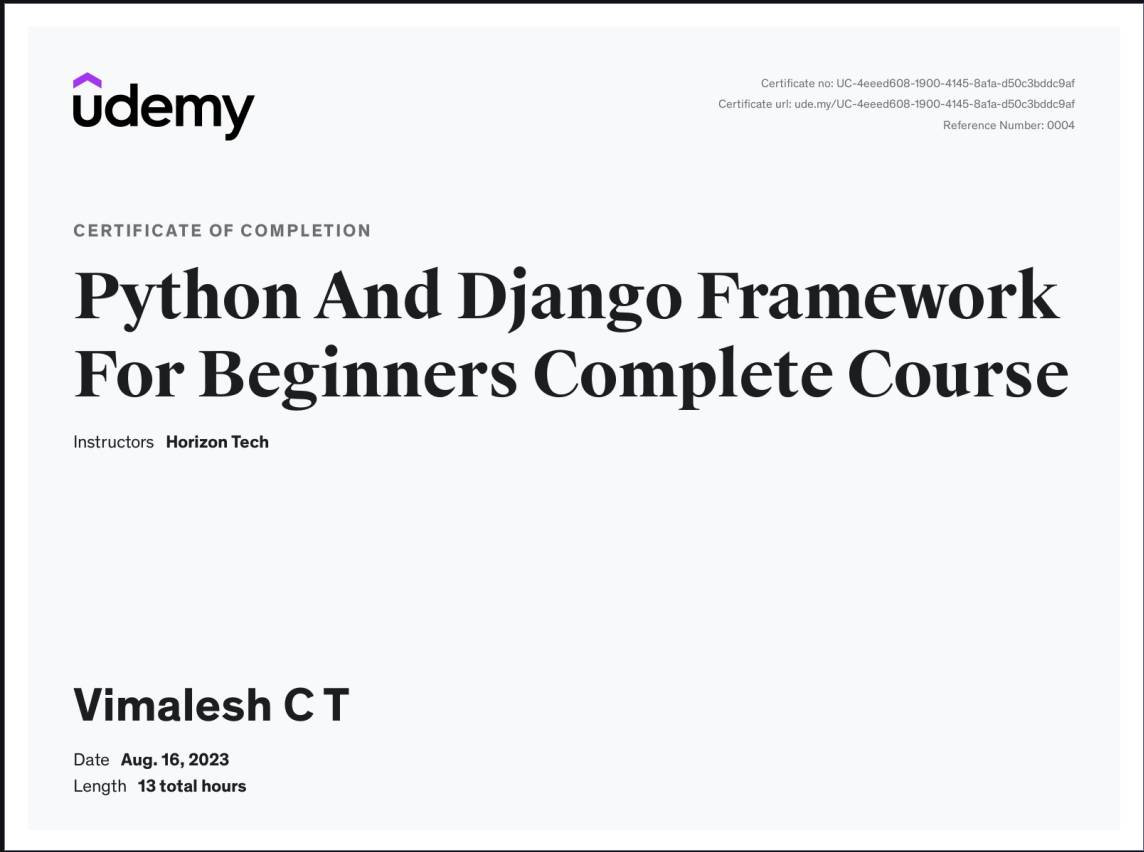 udemy
Certificate no: UC-4eeed608-1900-4145-8a1a-d50c3bddc9af
Certificate url: ude.my/UC-4eeed608-1900-4145-8a1a-d50c3bddc9af
Reference Number: 0004
CERTIFICATE OF COMPLETION
Python And Django Framework
For Beginners Complete Course
Instructors Horizon Tech
Vimalesh C T
Date Aug. 16, 2023
Length 13 total hours